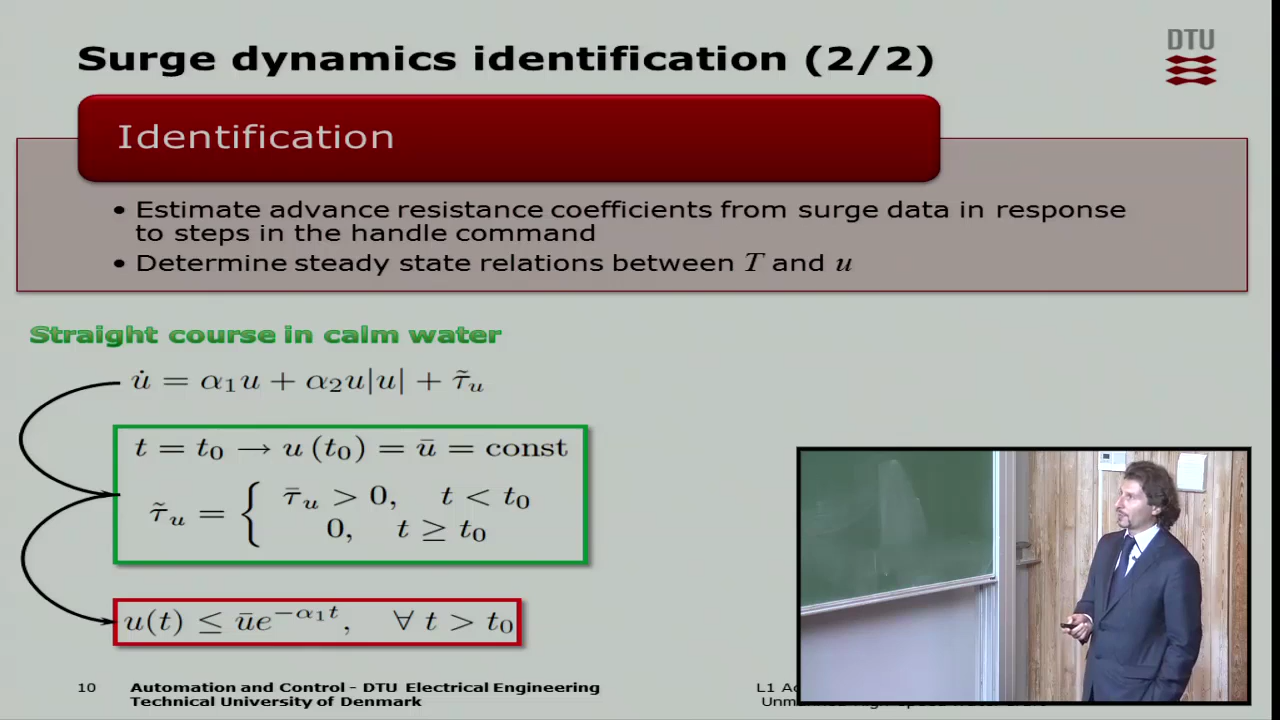 Surge dynamics identification (2/2)
DTU
Identification
• Estimate advance resistance coefficients from surge data in response
to steps in the handle command
• Determine steady state relations between T and u
Straight course in calm water
u̇ = α₁u + α₂u|u| + τ̃ᵤ
t = t₀ → u (t₀) = ū = const
τ̃ᵤ = { τ̄ᵤ > 0, t < t₀
0, t ≥ t₀
u(t) ≤ ūe^{−α₁t}, ∀ t > t₀
10 Automation and Control - DTU Electrical Engineering
Technical University of Denmark
L1